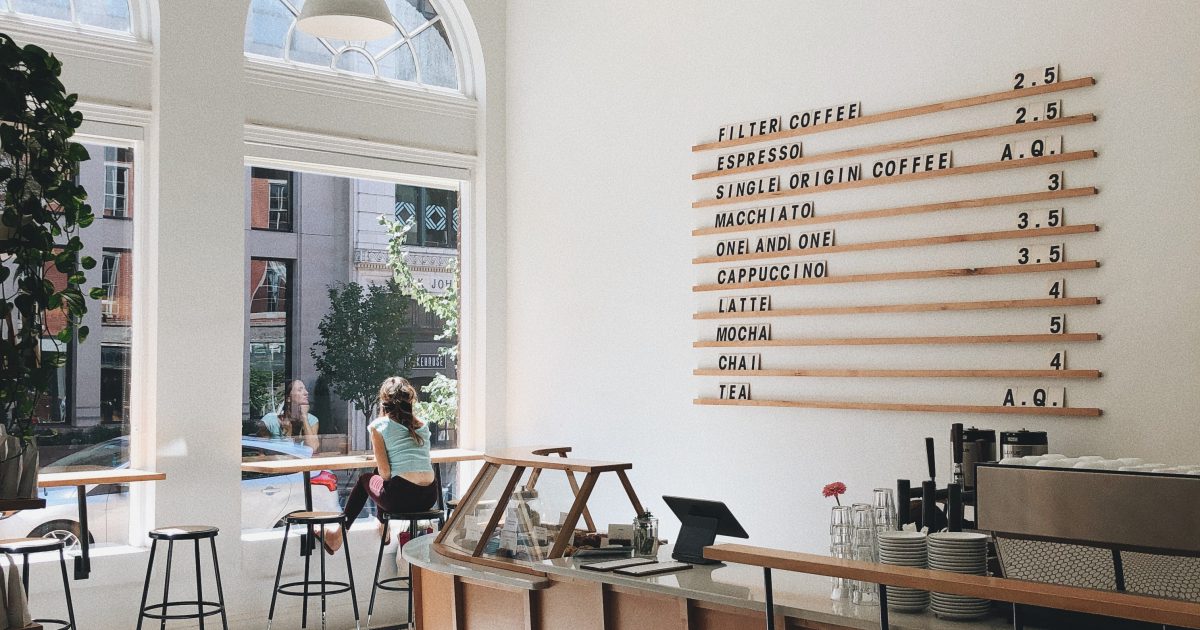 FILTER COFFEE 2.5
ESPRESSO 2.5
SINGLE ORIGIN COFFEE A.Q.
MACCHIATO 3
ONE AND ONE 3.5
CAPPUCCINO 3.5
LATTE 4
MOCHA 5
CHAI 4
TEA A.Q.